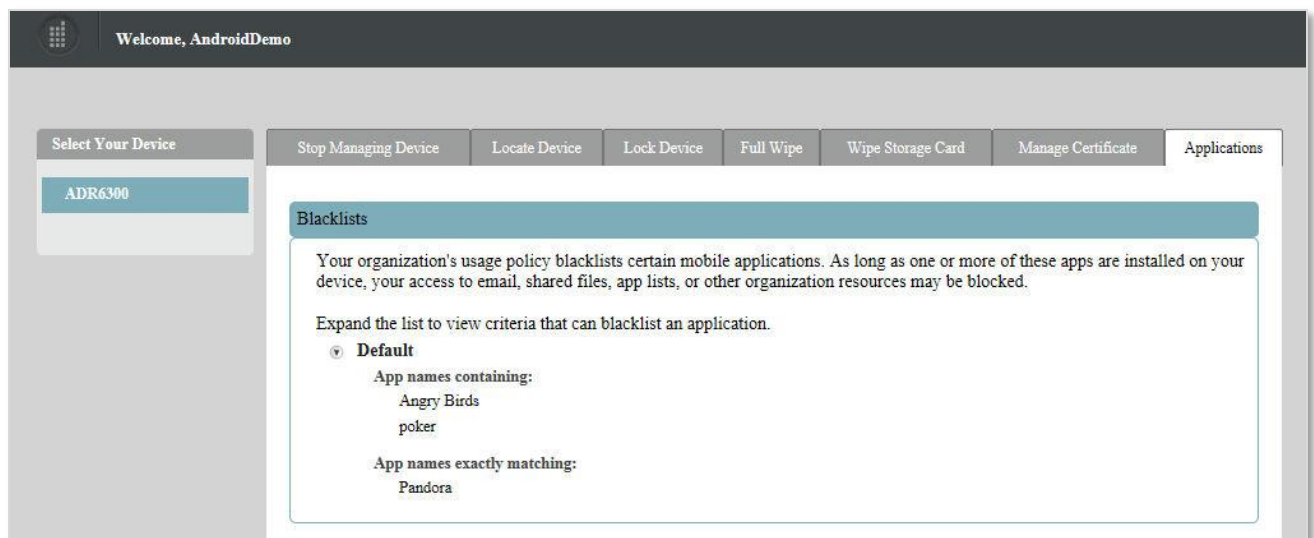 Welcome, AndroidDemo
Select Your Device
ADR6300
Stop Managing Device
Locate Device
Lock Device
Full Wipe
Wipe Storage Card
Manage Certificate
Applications
Blacklists
Your organization's usage policy blacklists certain mobile applications. As long as one or more of these apps are installed on your
device, your access to email, shared files, app lists, or other organization resources may be blocked.
Expand the list to view criteria that can blacklist an application.
Default
App names containing:
Angry Birds
poker
App names exactly matching:
Pandora